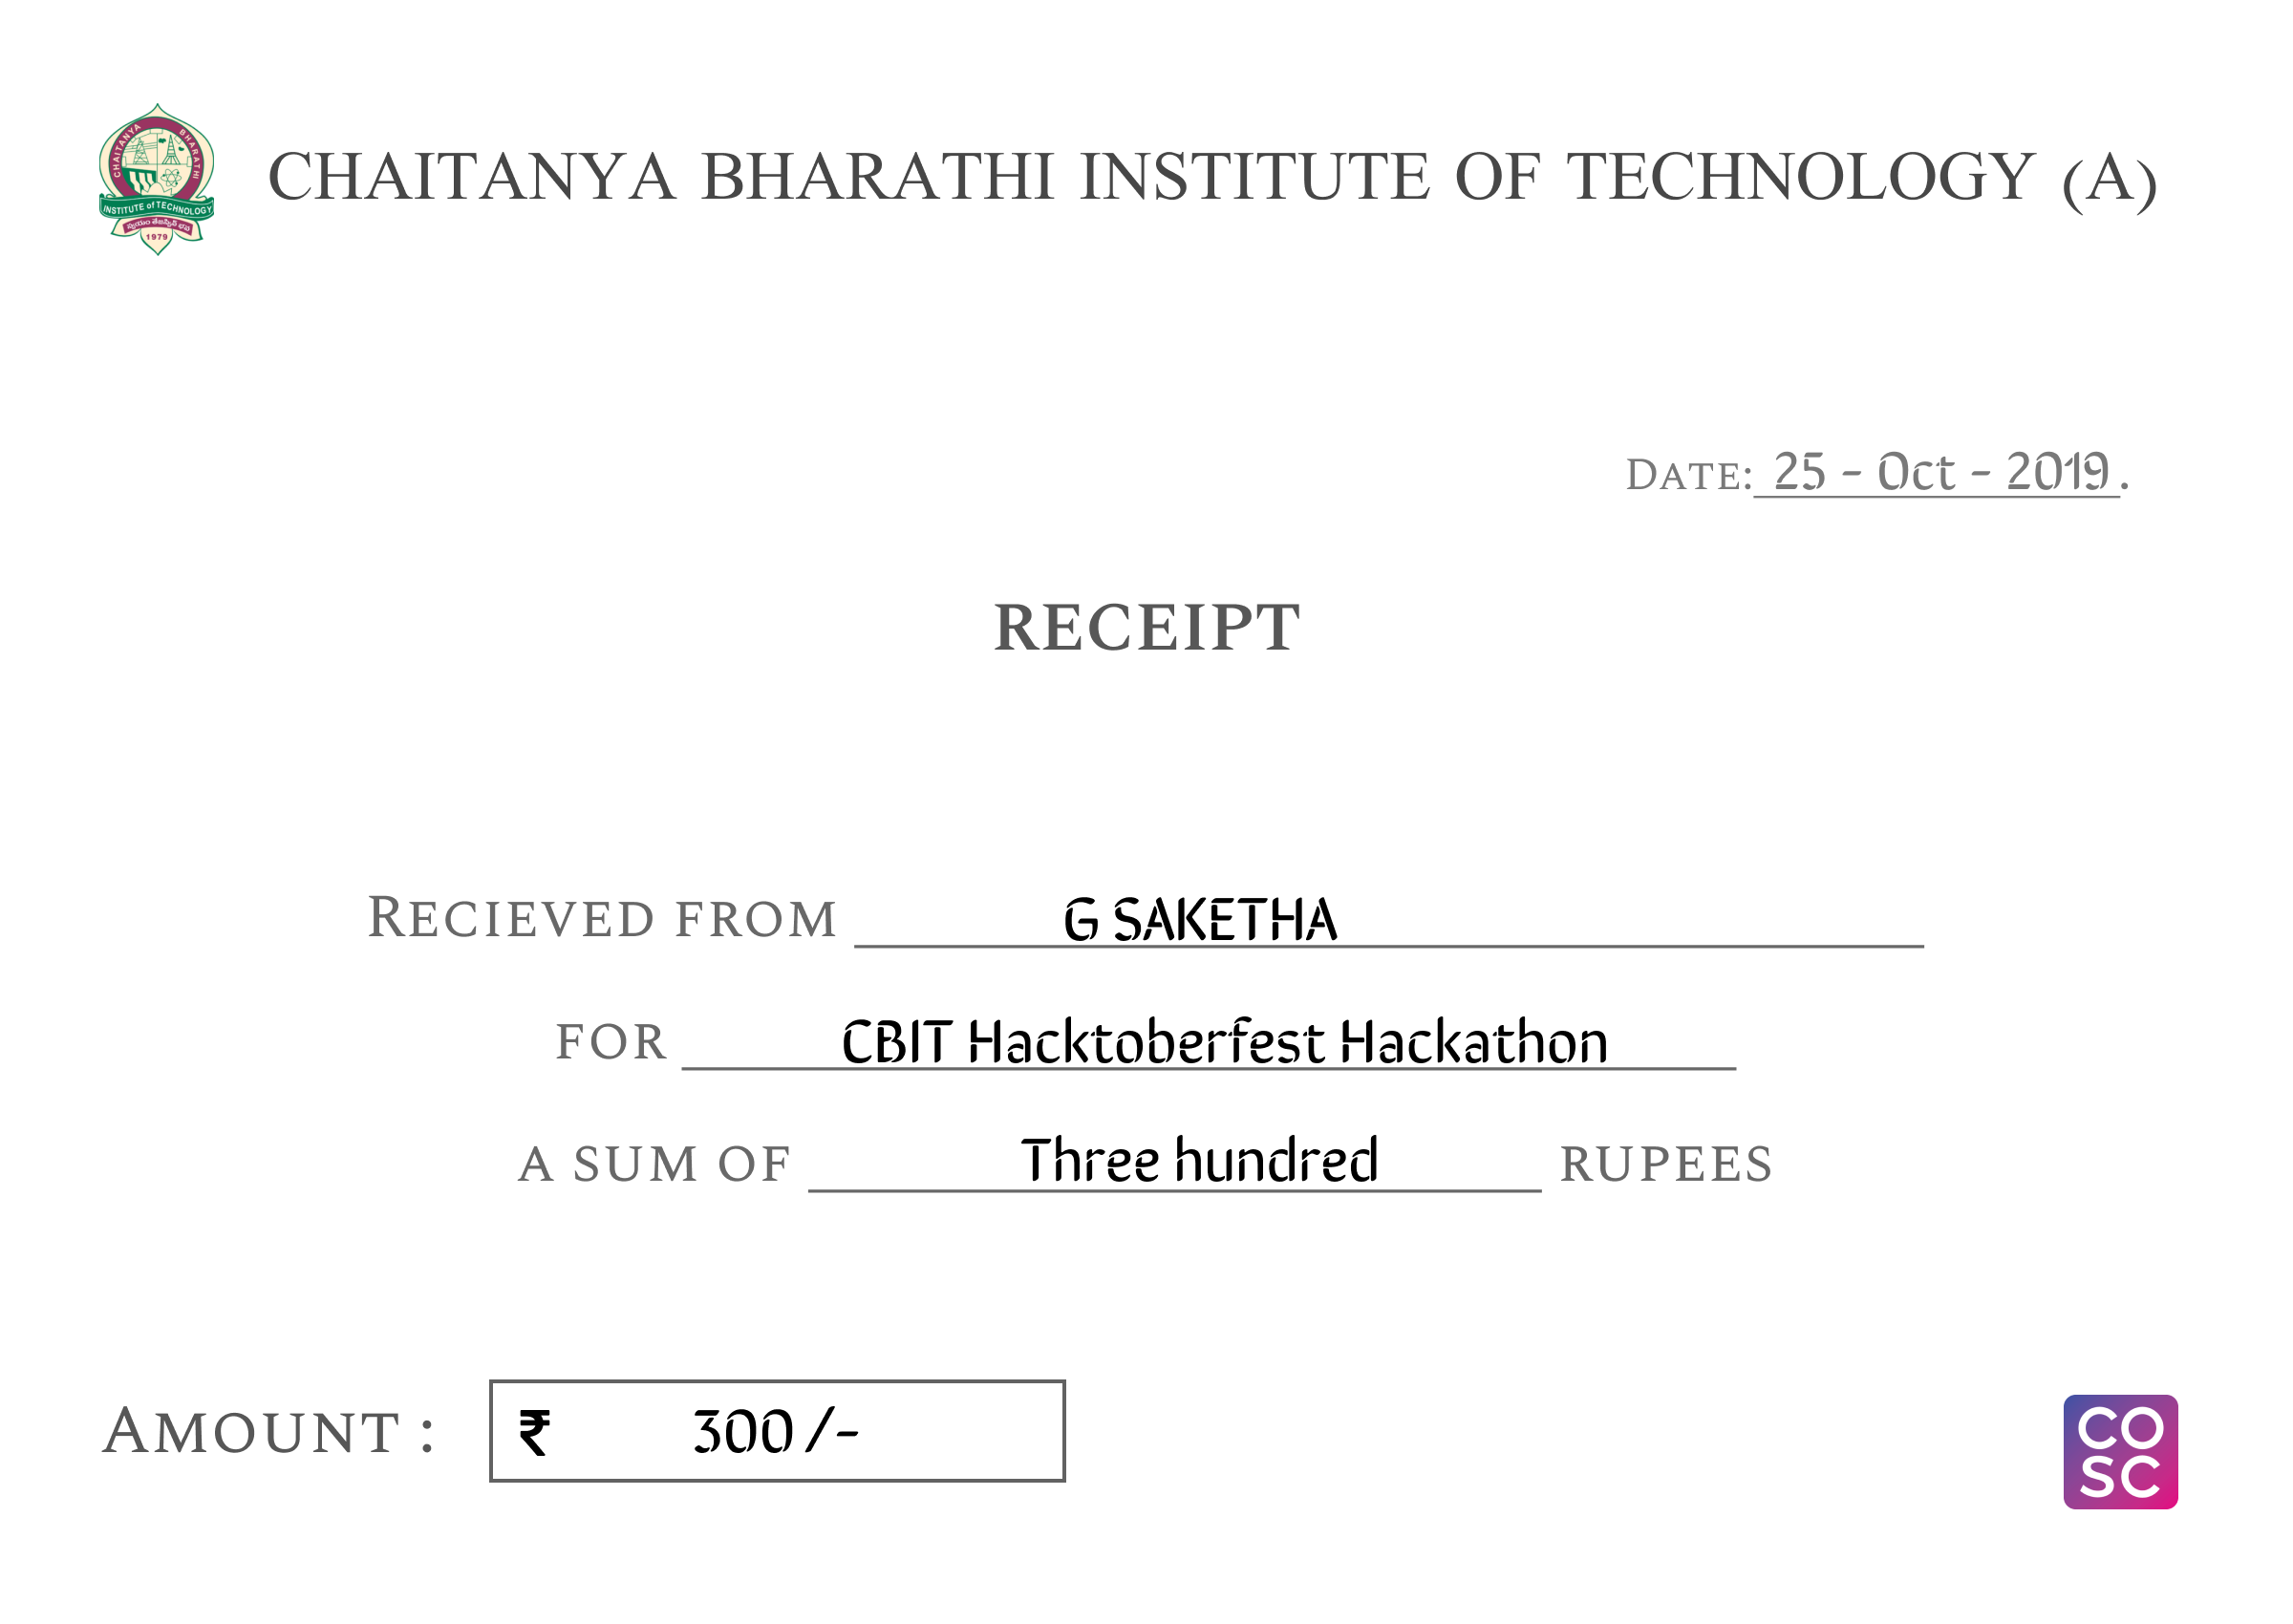 CHAITANYA BHARATHI INSTITUTE OF TECHNOLOGY
1979
CHAITANYA BHARATHI INSTITUTE OF TECHNOLOGY (A)
DATE: 25 - Oct - 2019.
RECEIPT
RECIEVED FROM G SAKETHA
FOR CBIT Hacktoberfest Hackathon
A SUM OF Three hundred RUPEES
AMOUNT : ₹ 300 /-
CO
SC